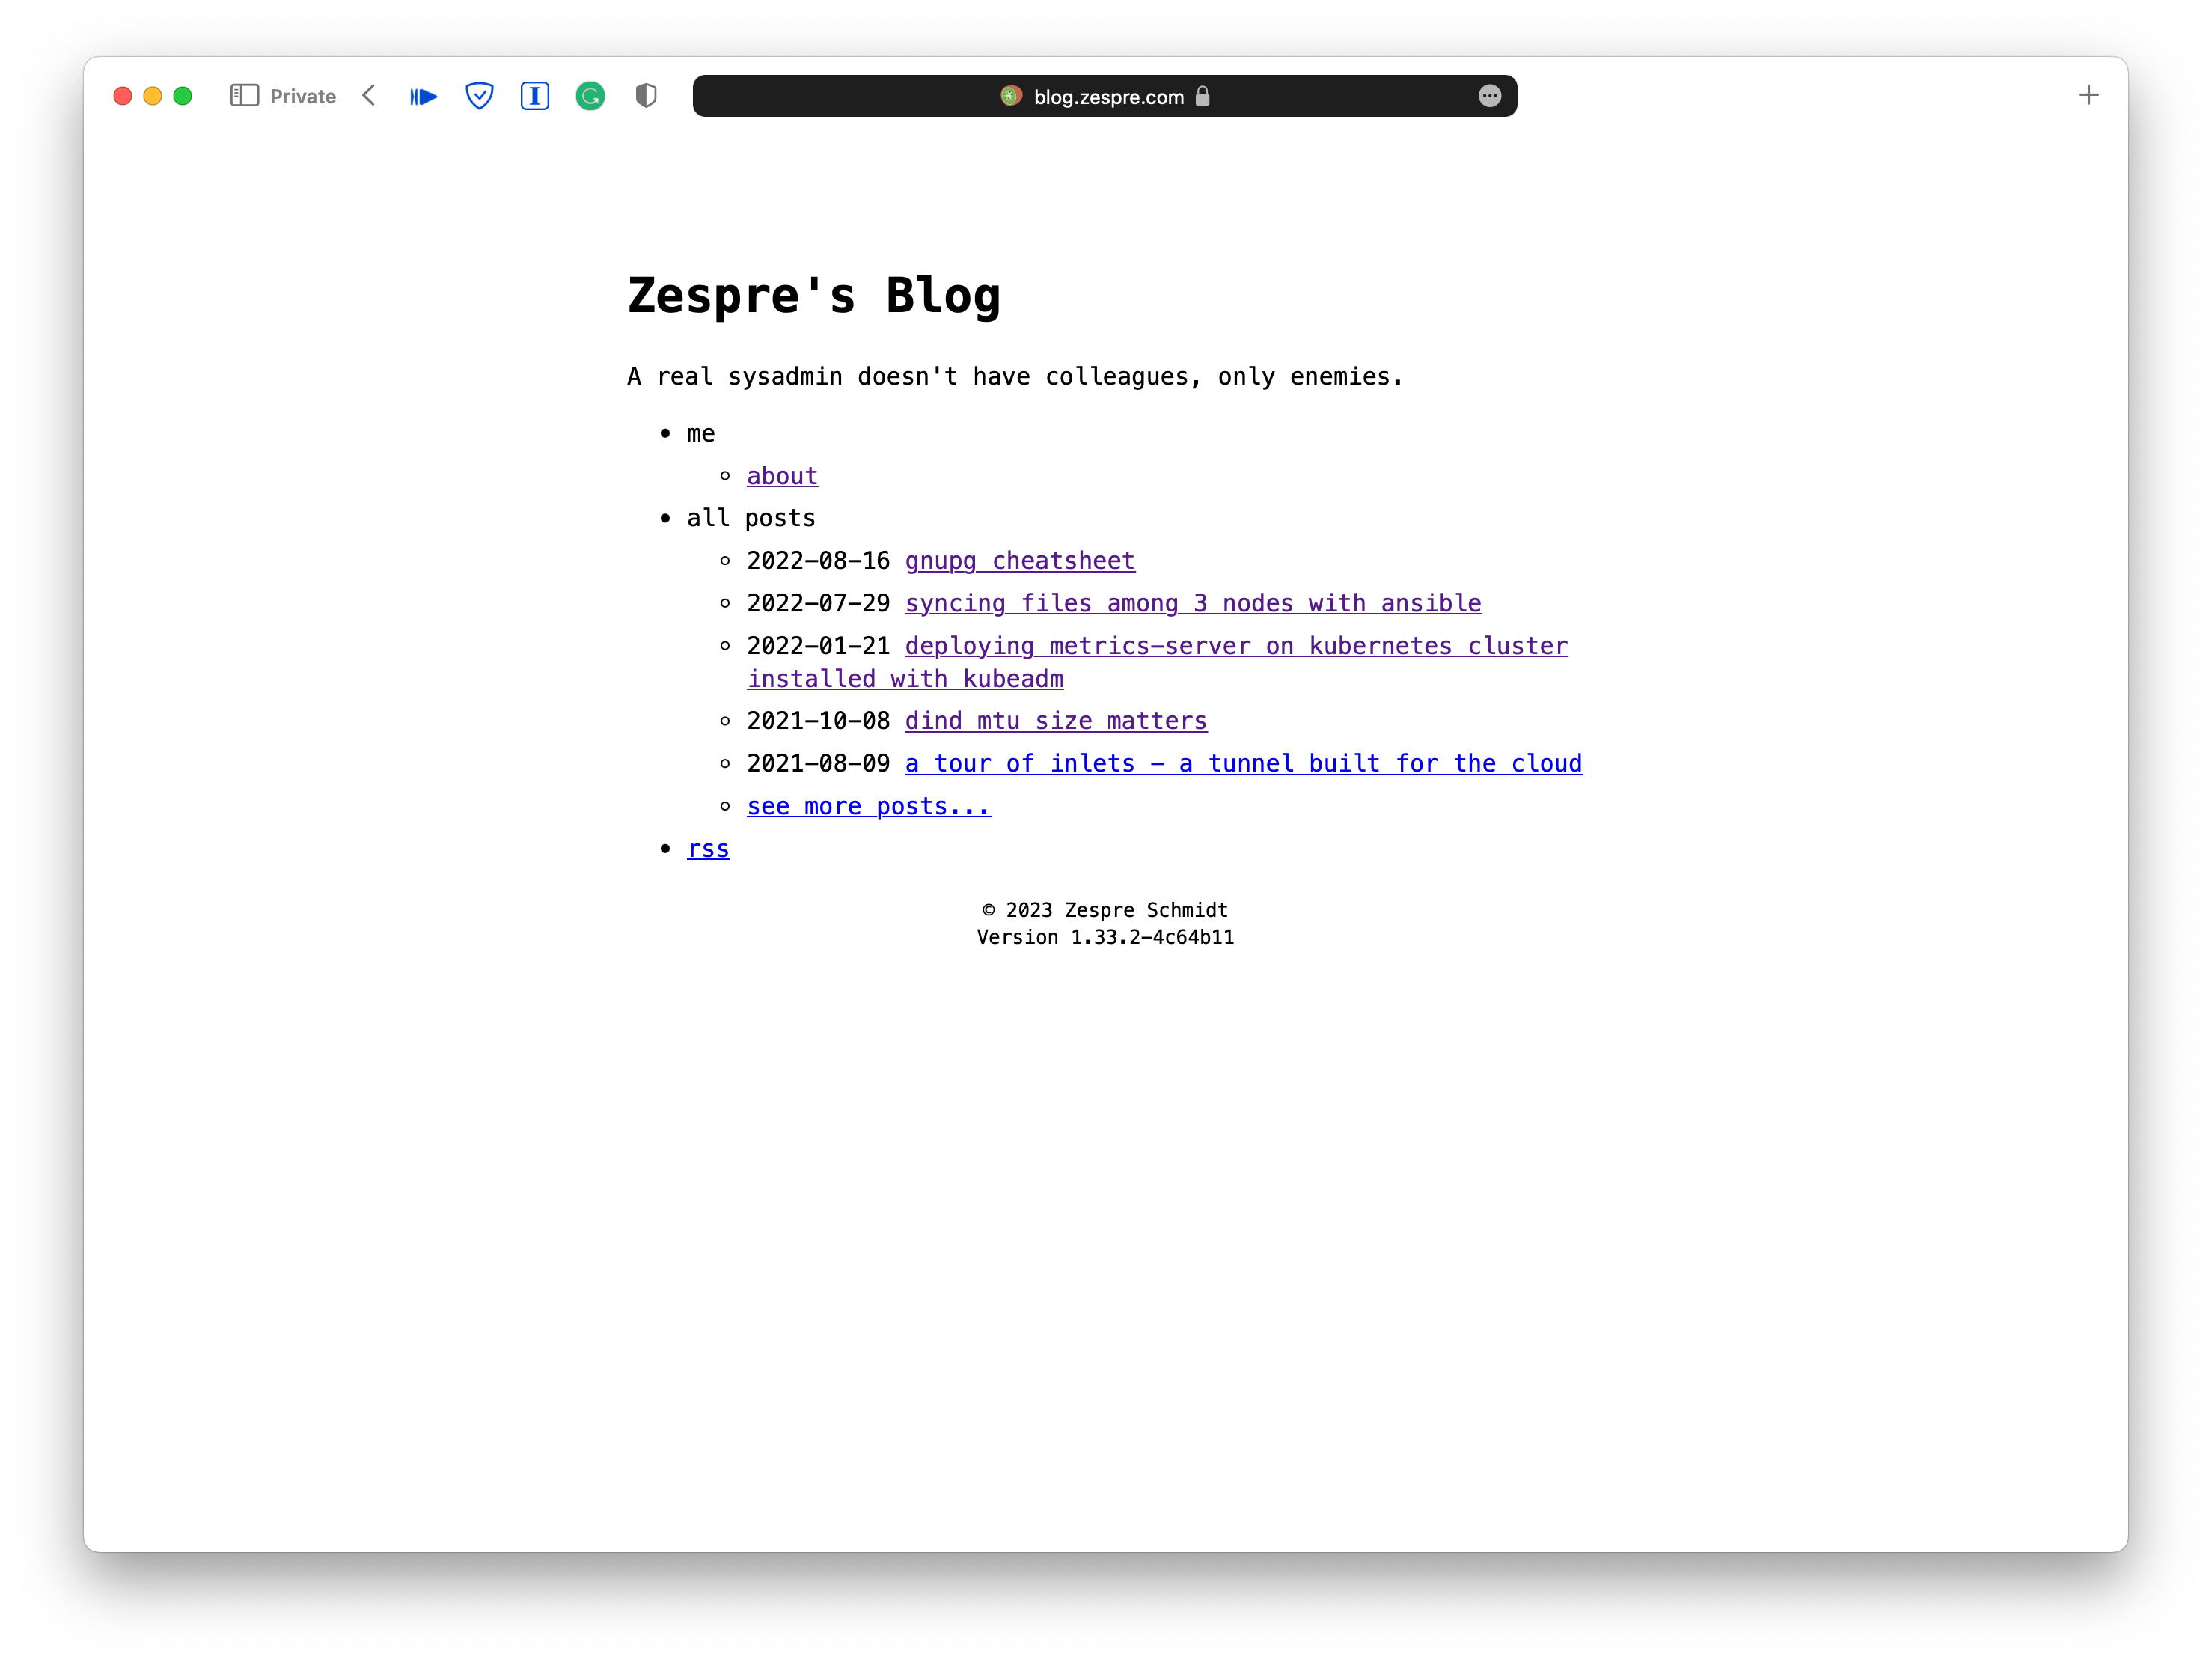 Private
blog.zespre.com
Zespre's Blog
A real sysadmin doesn't have colleagues, only enemies.
me
about
all posts
2022-08-16 gnupg cheatsheet
2022-07-29 syncing files among 3 nodes with ansible
2022-01-21 deploying metrics-server on kubernetes cluster
installed with kubeadm
2021-10-08 dind mtu size matters
2021-08-09 a tour of inlets - a tunnel built for the cloud
see more posts...
rss
© 2023 Zespre Schmidt
Version 1.33.2-4c64b11